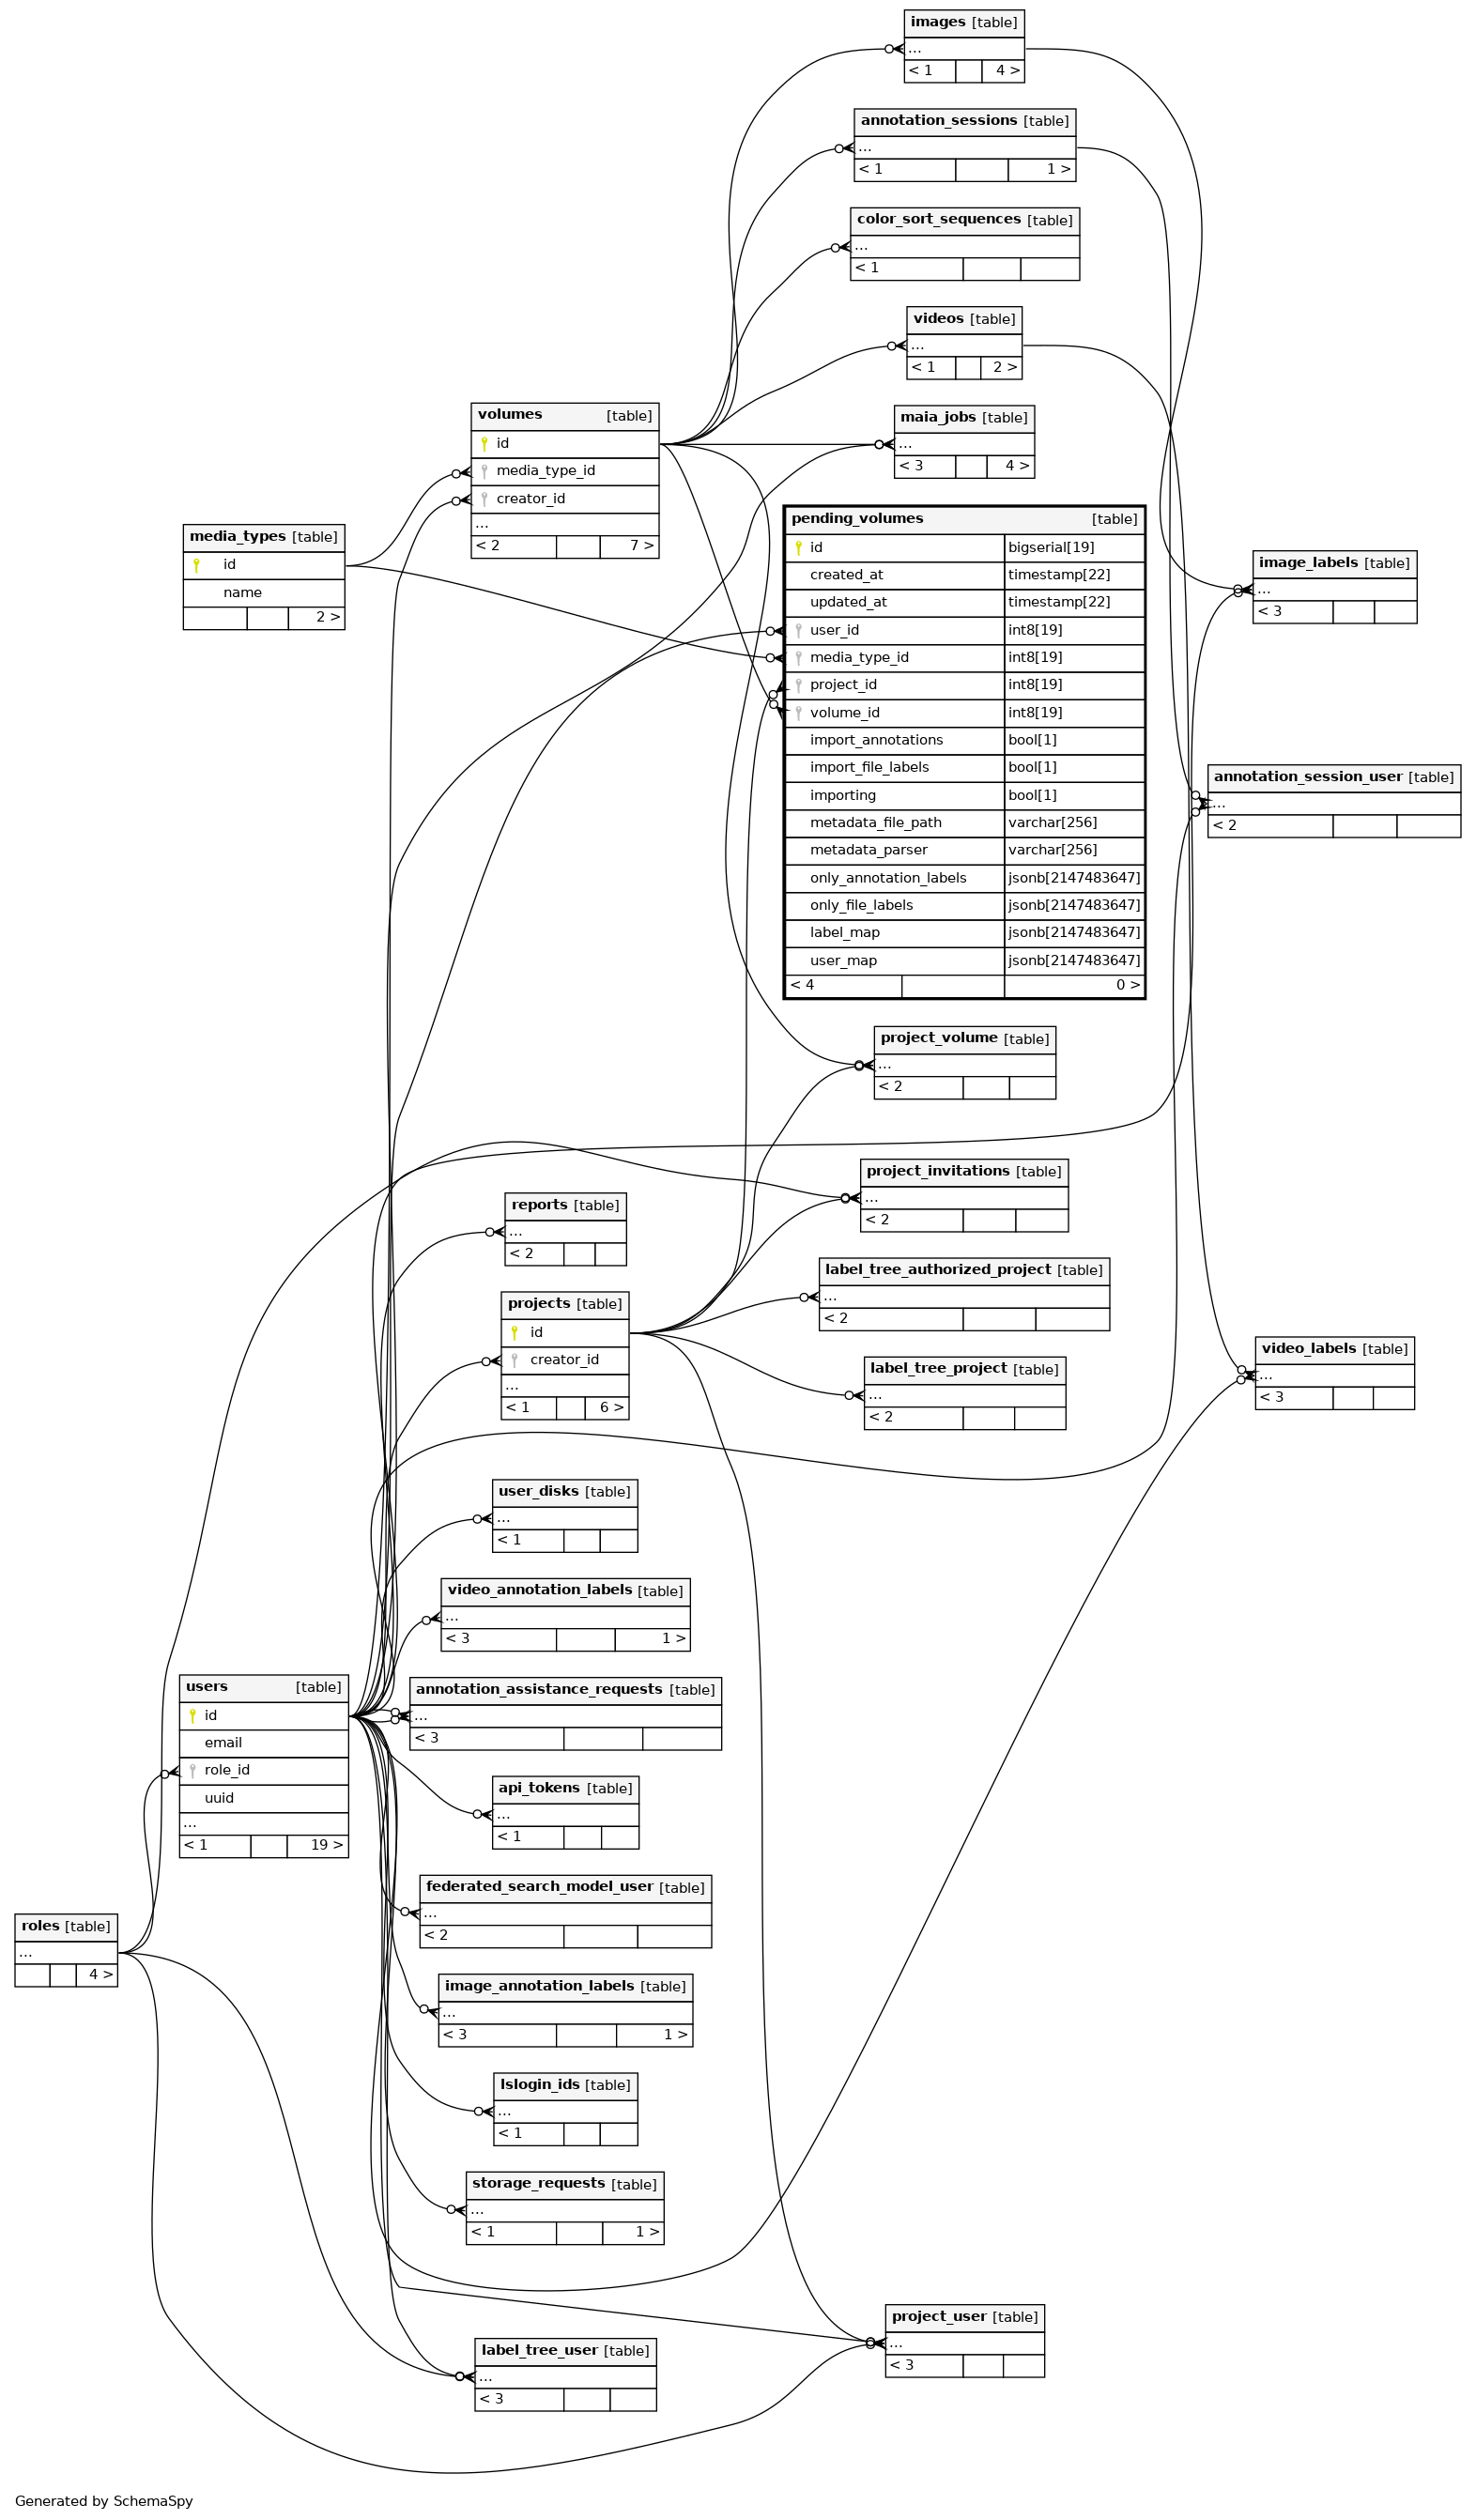 images [table]
...
< 1 4 >
annotation_sessions [table]
...
< 1 1 >
color_sort_sequences [table]
...
< 1
videos [table]
...
< 1 2 >
volumes [table]
id
media_type_id
creator_id
...
< 2 7 >
maia_jobs [table]
...
< 3 4 >
media_types [table]
id
name
2 >
pending_volumes [table]
id bigserial[19]
created_at timestamp[22]
updated_at timestamp[22]
user_id int8[19]
media_type_id int8[19]
project_id int8[19]
volume_id int8[19]
import_annotations bool[1]
import_file_labels bool[1]
importing bool[1]
metadata_file_path varchar[256]
metadata_parser varchar[256]
only_annotation_labels jsonb[2147483647]
only_file_labels jsonb[2147483647]
label_map jsonb[2147483647]
user_map jsonb[2147483647]
< 4 0 >
image_labels [table]
...
< 3
annotation_session_user [table]
...
< 2
project_volume [table]
...
< 2
project_invitations [table]
...
< 2
reports [table]
...
< 2
label_tree_authorized_project [table]
...
< 2
projects [table]
id
creator_id
...
< 1 6 >
label_tree_project [table]
...
< 2
video_labels [table]
...
< 3
user_disks [table]
...
< 1
video_annotation_labels [table]
...
< 3 1 >
users [table]
id
email
role_id
uuid
...
< 1 19 >
annotation_assistance_requests [table]
...
< 3
api_tokens [table]
...
< 1
federated_search_model_user [table]
...
< 2
roles [table]
...
4 >
image_annotation_labels [table]
...
< 3 1 >
lslogin_ids [table]
...
< 1
storage_requests [table]
...
< 1 1 >
project_user [table]
...
< 3
label_tree_user [table]
...
< 3
Generated by SchemaSpy